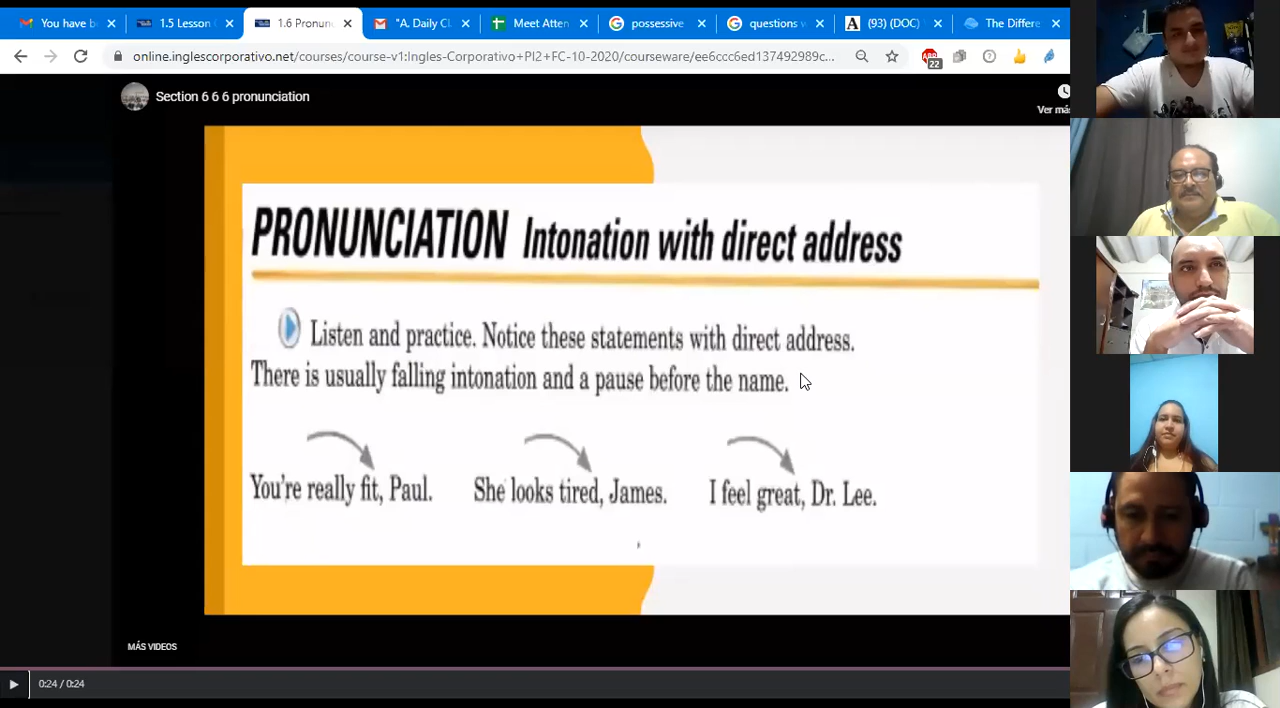 You have b
1.5 Lesson
1.6 Pronun
"A. Daily Cl
Meet Atten
possessive
questions w
(93) (DOC)
The Differe
online.inglescorporativo.net/courses/course-v1:Ingles-Corporativo+PI1+FC-10-2020/courseware/ee6ccc6ed137492989c...
22
Section 6 6 6 pronunciation
Ver más
PRONUNCIATION Intonation with direct address
Listen and practice. Notice these statements with direct address.
There is usually falling intonation and a pause before the name.
You're really fit, Paul. She looks tired, James. I feel great, Dr. Lee.
MÁS VIDEOS
0:24 / 0:24